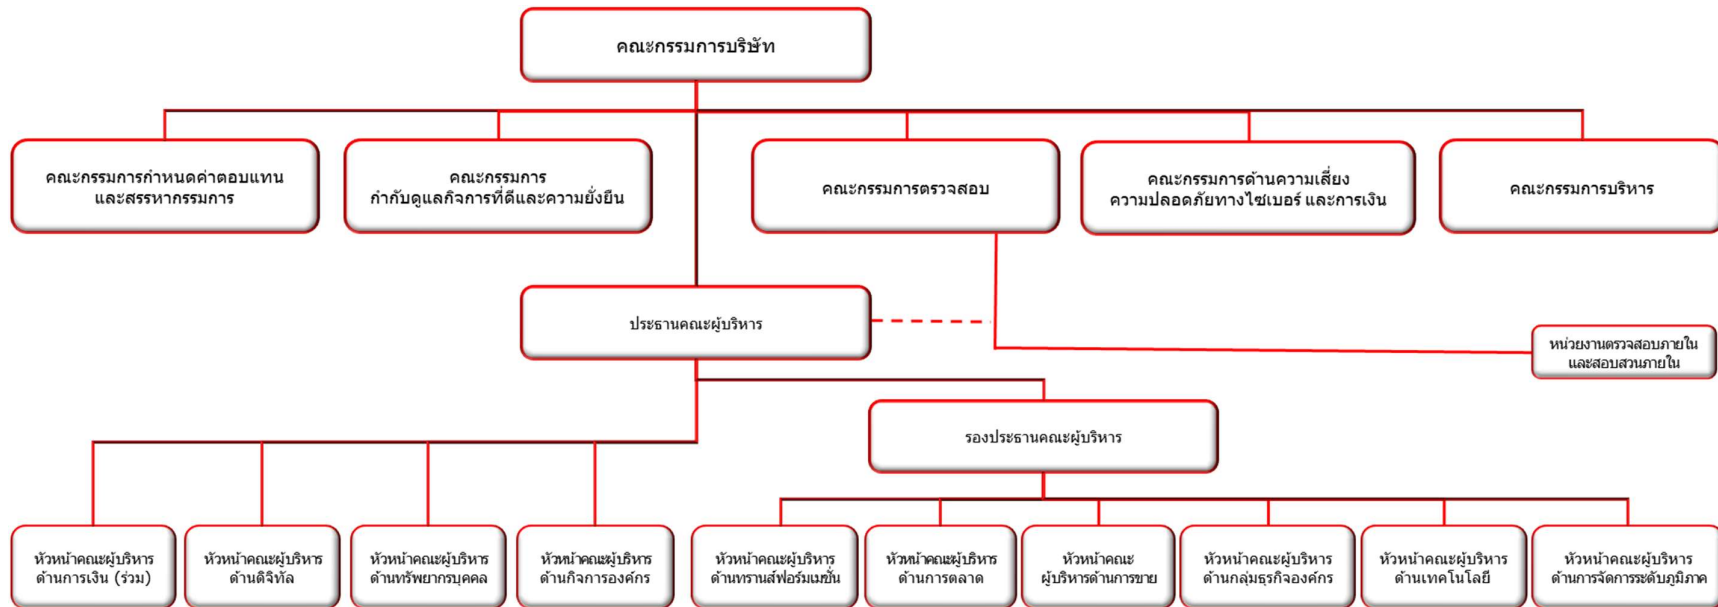 คณะกรรมการบริษัท
คณะกรรมการกำหนดค่าตอบแทน
และสรรหากรรมการ
คณะกรรมการ
กำกับดูแลกิจการที่ดีและความยั่งยืน
คณะกรรมการตรวจสอบ
คณะกรรมการด้านความเสี่ยง
ความปลอดภัยทางไซเบอร์ และการเงิน
คณะกรรมการบริหาร
ประธานคณะผู้บริหาร
หน่วยงานตรวจสอบภายใน
และสอบสวนภายใน
รองประธานคณะผู้บริหาร
หัวหน้าคณะผู้บริหาร
ด้านการเงิน (ร่วม)
หัวหน้าคณะผู้บริหาร
ด้านดิจิทัล
หัวหน้าคณะผู้บริหาร
ด้านทรัพยากรบุคคล
หัวหน้าคณะผู้บริหาร
ด้านกิจการองค์กร
หัวหน้าคณะผู้บริหาร
ด้านทรานส์ฟอร์มเมชั่น
หัวหน้าคณะผู้บริหาร
ด้านการตลาด
หัวหน้าคณะ
ผู้บริหารด้านการขาย
หัวหน้าคณะผู้บริหาร
ด้านกลุ่มธุรกิจองค์กร
หัวหน้าคณะผู้บริหาร
ด้านเทคโนโลยี
หัวหน้าคณะผู้บริหาร
ด้านการจัดการระดับภูมิภาค